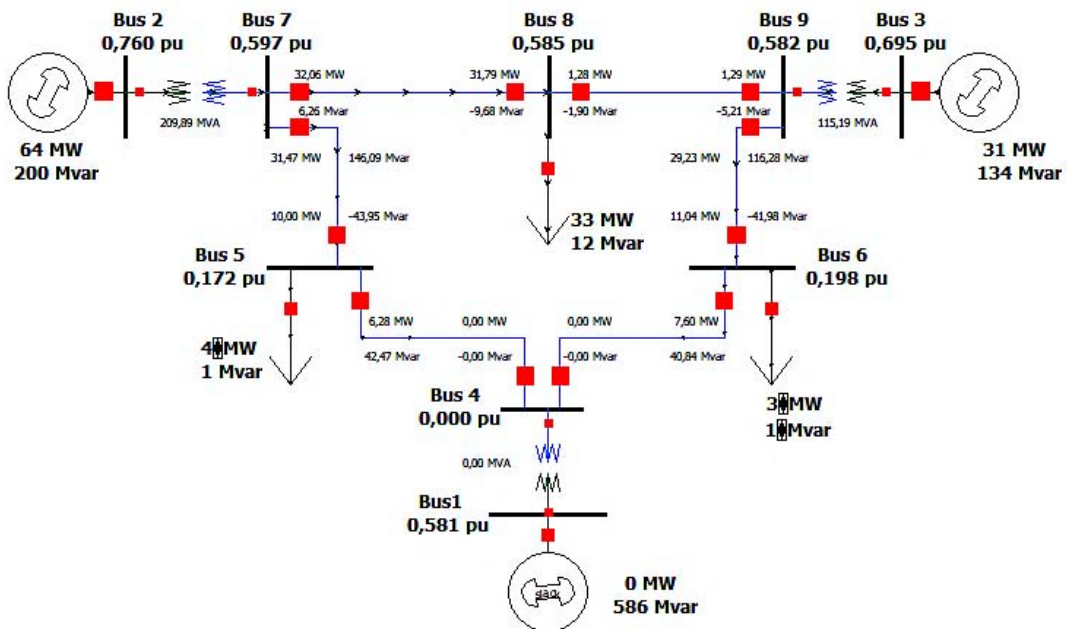 Bus 2
0,760 pu
Bus 7
0,597 pu
Bus 8
0,585 pu
Bus 9
0,582 pu
Bus 3
0,695 pu
32,06 MW
31,79 MW
1,28 MW
1,29 MW
6,26 Mvar
-9,68 Mvar
-1,90 Mvar
-5,21 Mvar
209,89 MVA
115,19 MVA
64 MW
200 Mvar
31,47 MW
146,09 Mvar
29,23 MW
116,28 Mvar
31 MW
134 Mvar
10,00 MW
-43,95 Mvar
33 MW
12 Mvar
11,04 MW
-41,98 Mvar
Bus 5
0,172 pu
Bus 6
0,198 pu
6,28 MW
0,00 MW
0,00 MW
7,60 MW
42,47 Mvar
-0,00 Mvar
-0,00 Mvar
40,84 Mvar
4 MW
1 Mvar
3 MW
1 Mvar
Bus 4
0,000 pu
0,00 MVA
Bus1
0,581 pu
slack
0 MW
586 Mvar